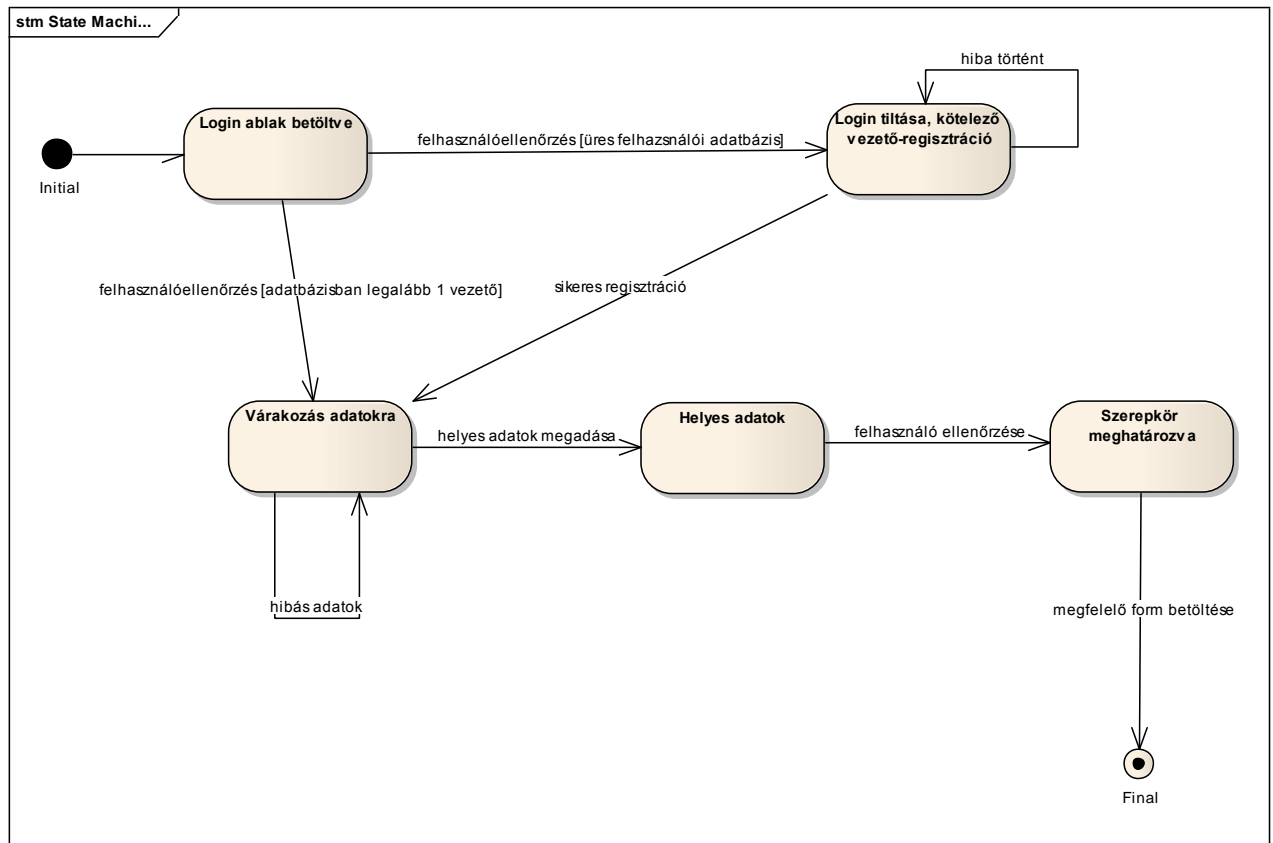 stm State Machi...
hiba történt
Login ablak betöltve
Login tiltása, kötelező
vezető-regisztráció
felhasználóellenőrzés [üres felhazsnálói adatbázis]
Initial
felhasználóellenőrzés [adatbázisban legalább 1 vezető]
sikeres regisztráció
Várakozás adatokra
Helyes adatok
Szerepkör
meghatározva
helyes adatok megadása
felhasználó ellenőrzése
hibás adatok
megfelelő form betöltése
Final